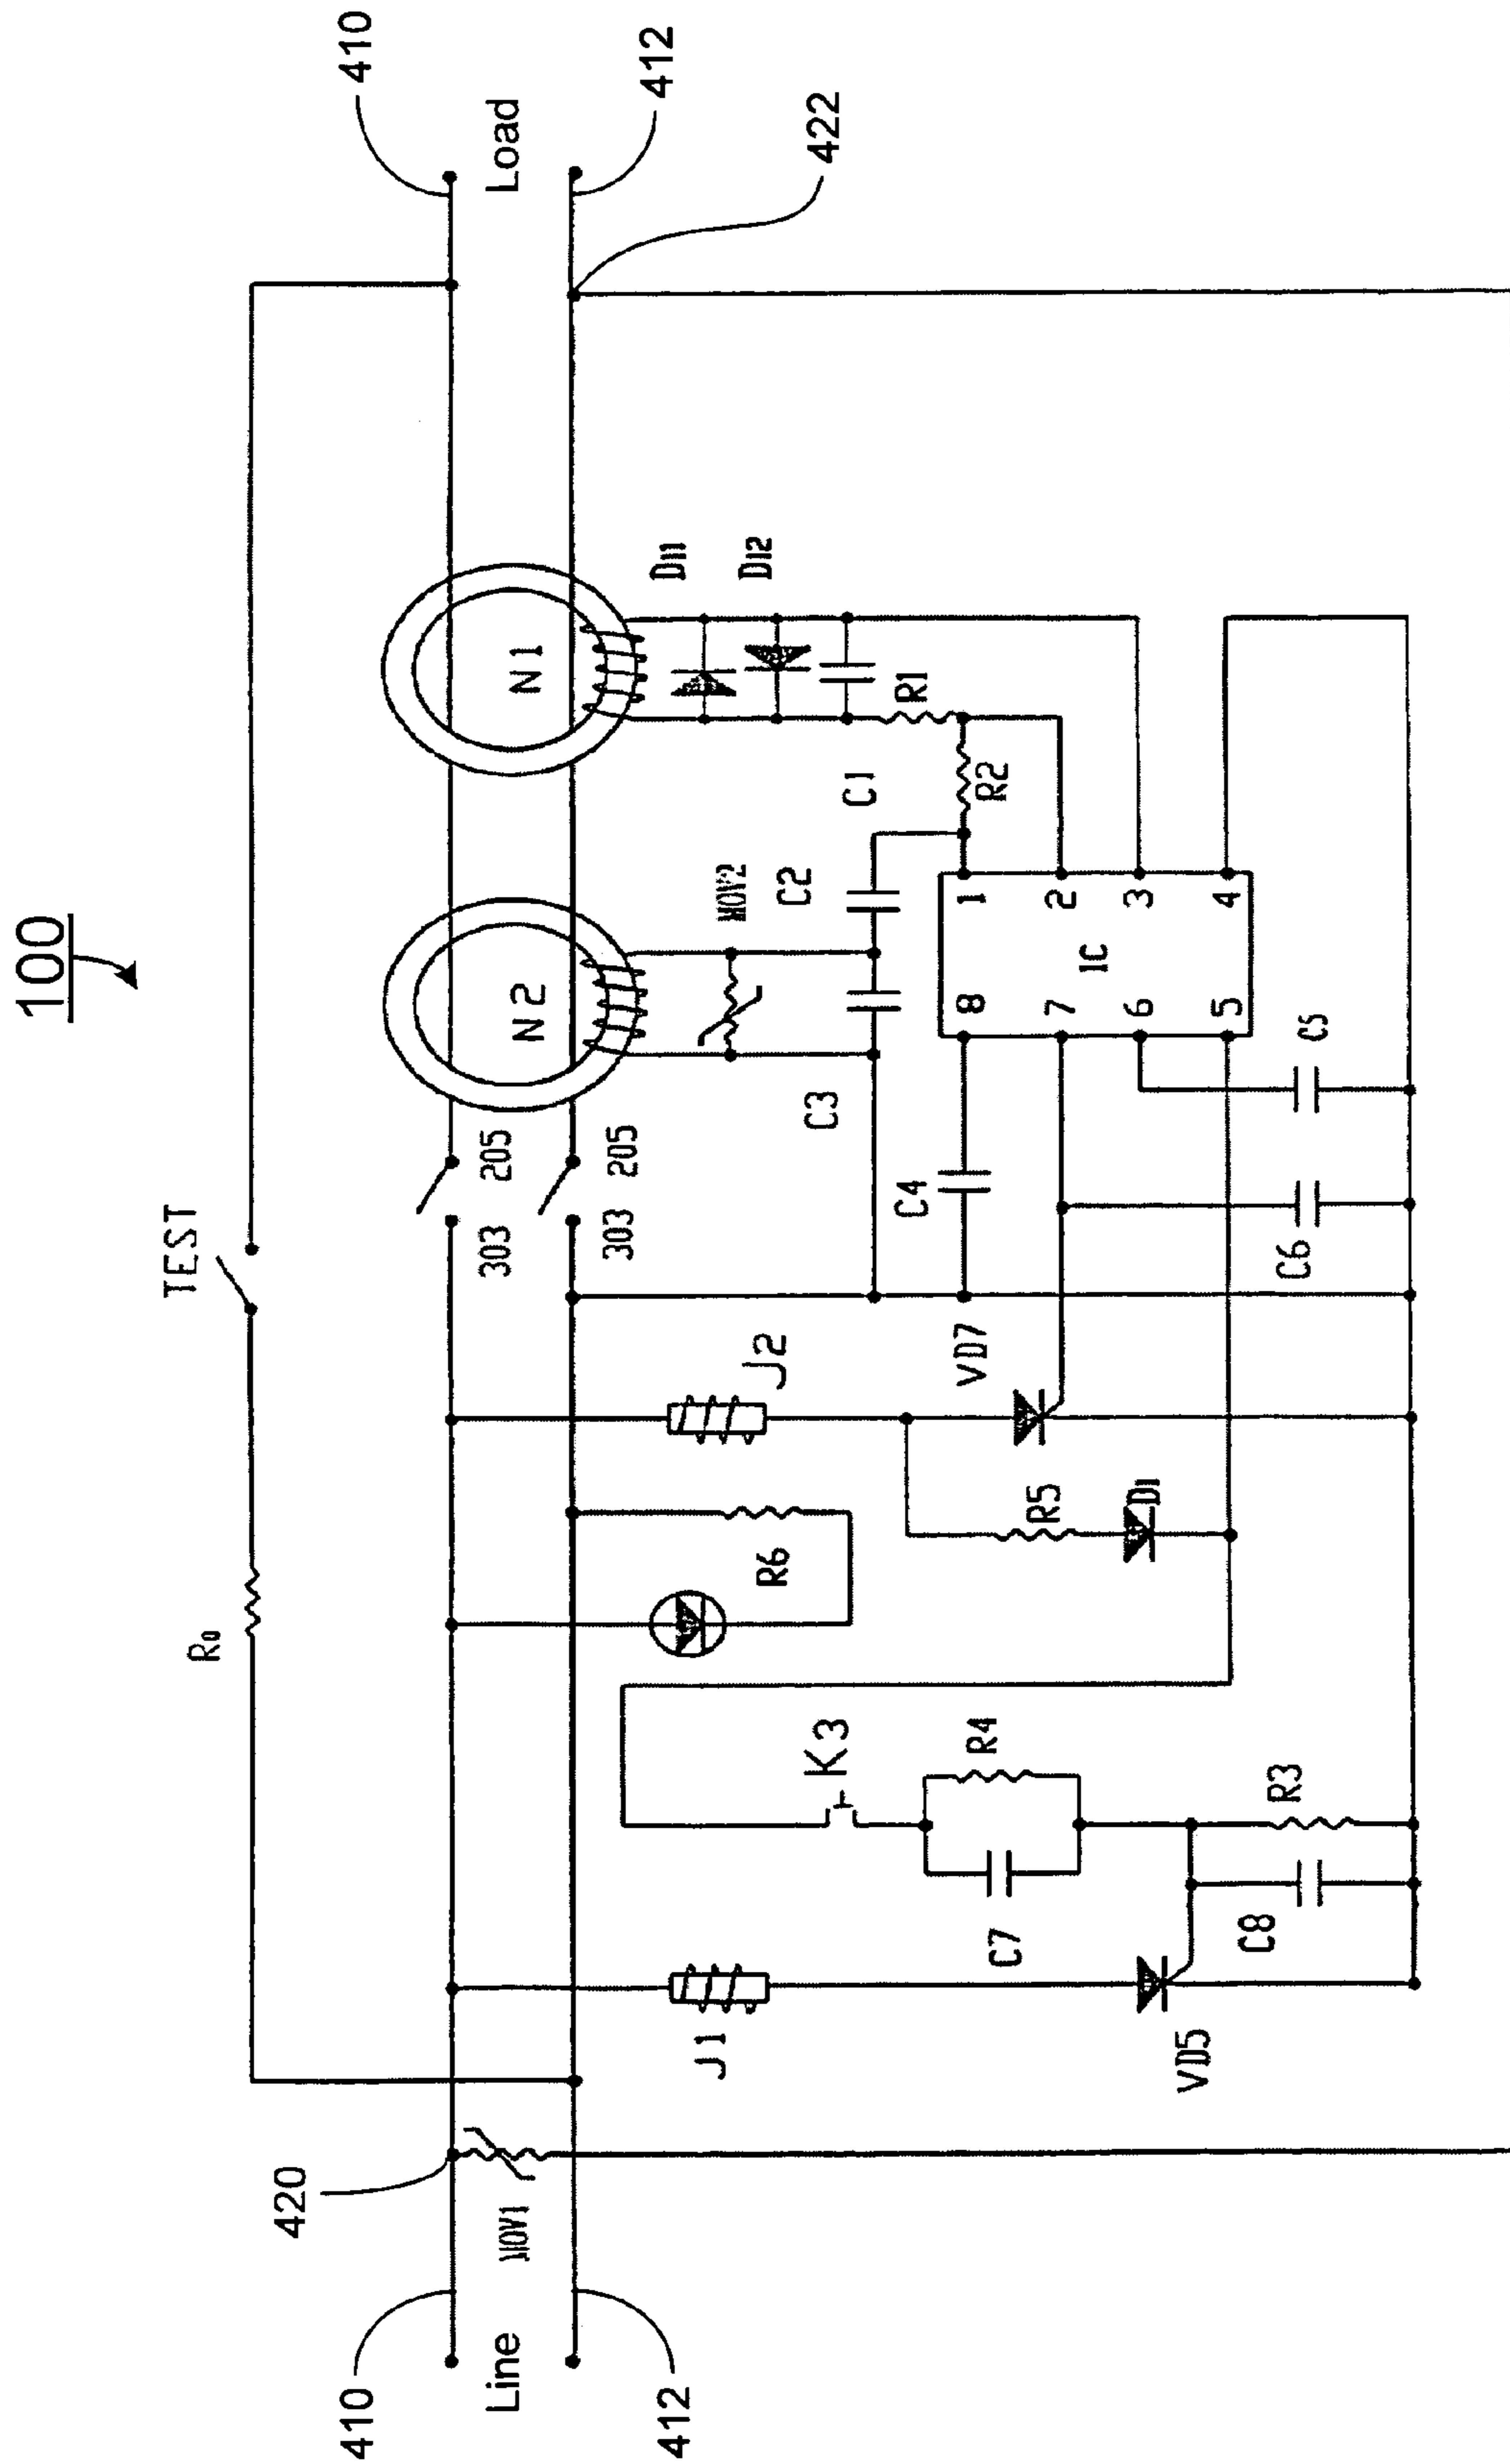 100
TEST
R0
410
Load
412
422
N1
N2
D11
D12
MOV2
C1
C2
C3
R1
R2
1
2
3
4
IC
8
7
6
5
205
303
205
303
C4
C5
C6
J2
VD7
R5
D1
R6
K3
R4
C7
R3
C8
J1
VD5
420
MOV1
410
Line
412